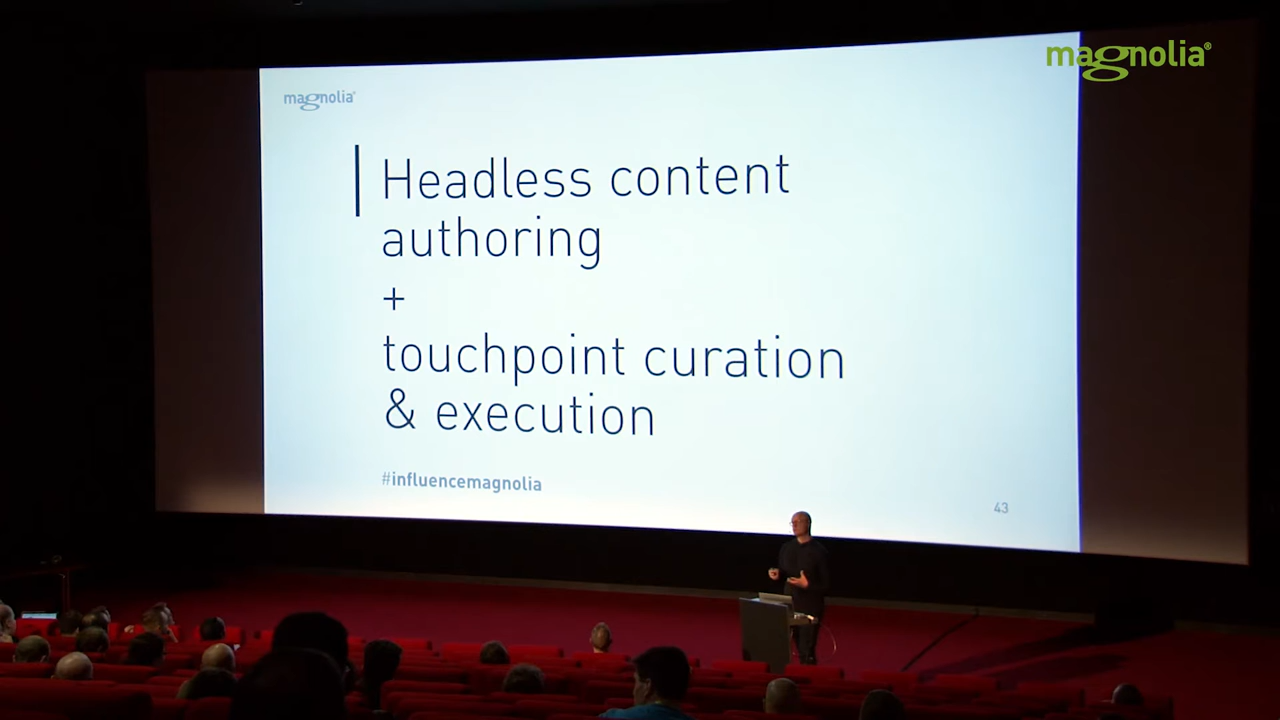 magnolia®
magnolia®
Headless content
authoring
+
touchpoint curation
& execution
#influencemagnolia
43